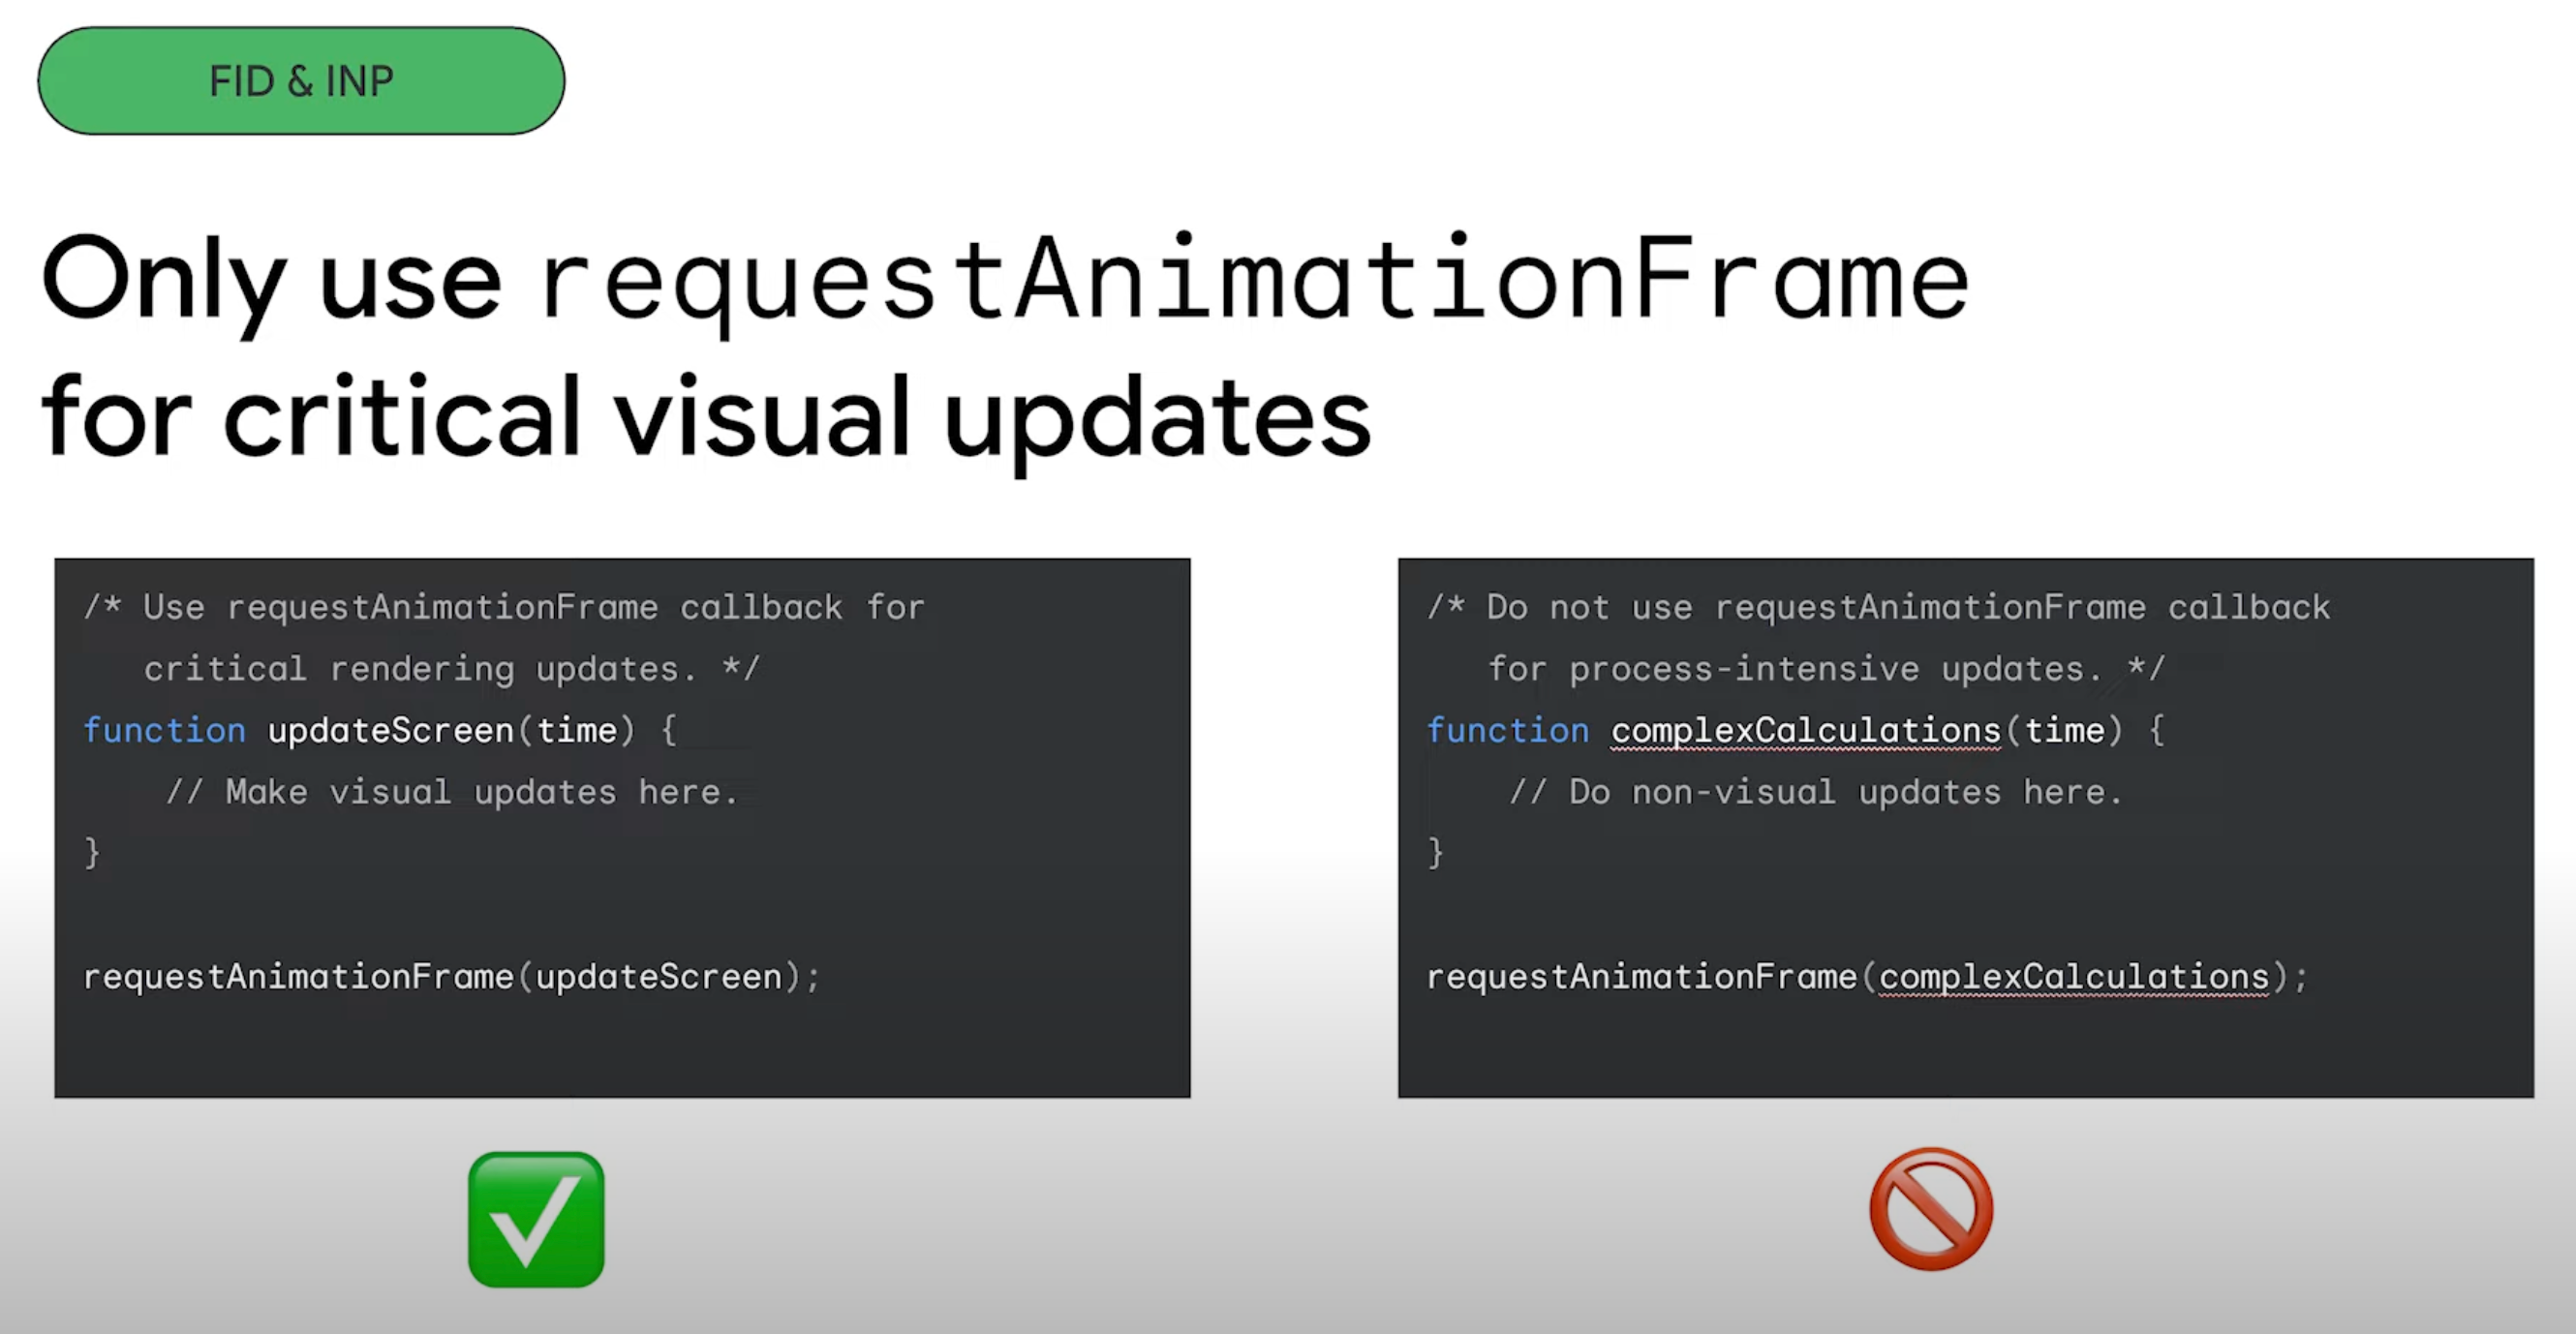 FID & INP
Only use requestAnimationFrame
for critical visual updates
/* Use requestAnimationFrame callback for
critical rendering updates. */
function updateScreen(time) {
// Make visual updates here.
}
requestAnimationFrame(updateScreen);
/* Do not use requestAnimationFrame callback
for process-intensive updates. */
function complexCalculations(time) {
// Do non-visual updates here.
}
requestAnimationFrame(complexCalculations);